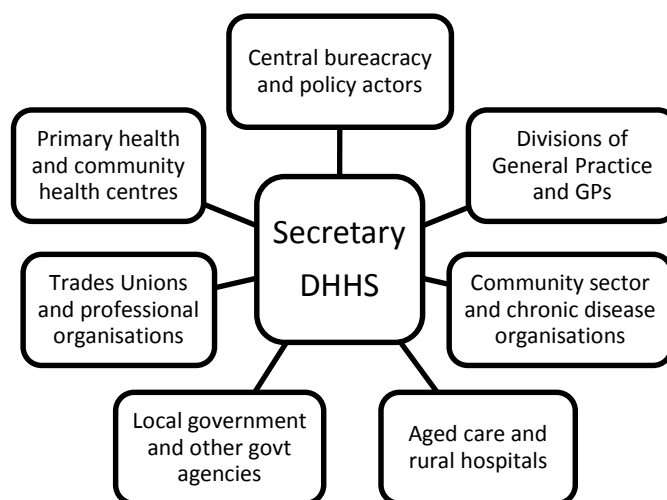 Central bureacracy
and policy actors
Primary health
and community
health centres
Divisions of
General Practice
and GPs
Secretary
DHHS
Trades Unions
and professional
organisations
Community sector
and chronic disease
organisations
Local government
and other govt
agencies
Aged care and
rural hospitals